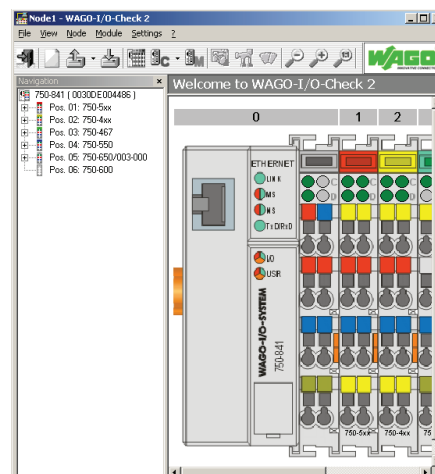 Node1 - WAGO-I/O-Check 2
File View Node Module Settings ?
C
M
WAGO
Navigation
Welcome to WAGO-I/O-Check 2
750-841 ( 0030DE004486 )
Pos. 01: 750-5xx
Pos. 02: 750-4xx
Pos. 03: 750-467
Pos. 04: 750-550
Pos. 05: 750-650/003-000
Pos. 06: 750-600
0 1 2
ETHERNET
LINK
MS
NS
TxD/RxD
I/O
USR
WAGO-I/O-SYSTEM
750-841
C C
D D
750-5xx 750-4xx 75